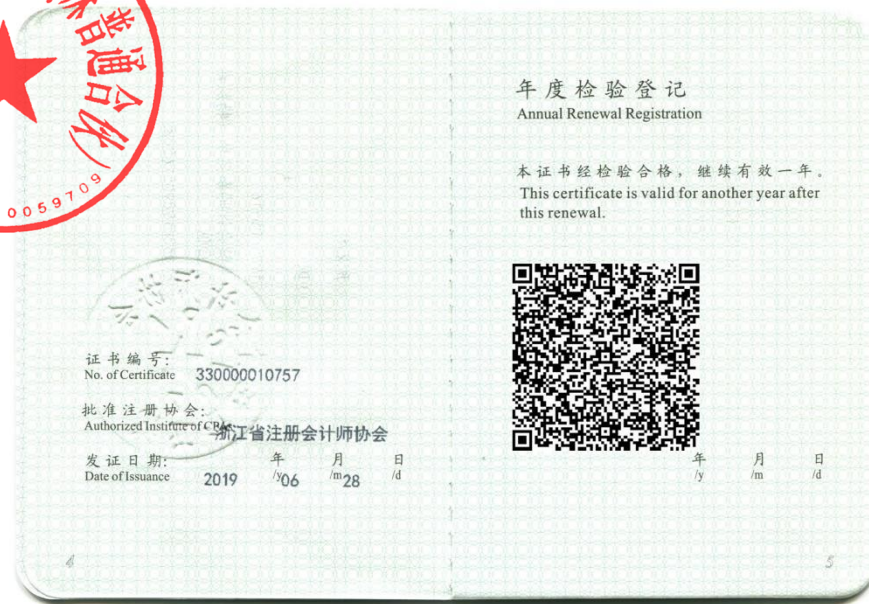 普通合伙)
0059709
证书编号:
No. of Certificate 330000010757
批准注册协会:
Authorized Institute of CPAs 浙江省注册会计师协会
发证日期: 年 月 日
Date of Issuance 2019 /y 06 /m 28 /d
4
年度检验登记
Annual Renewal Registration
本证书经检验合格，继续有效一年。
This certificate is valid for another year after
this renewal.
年 月 日
/y /m /d
5